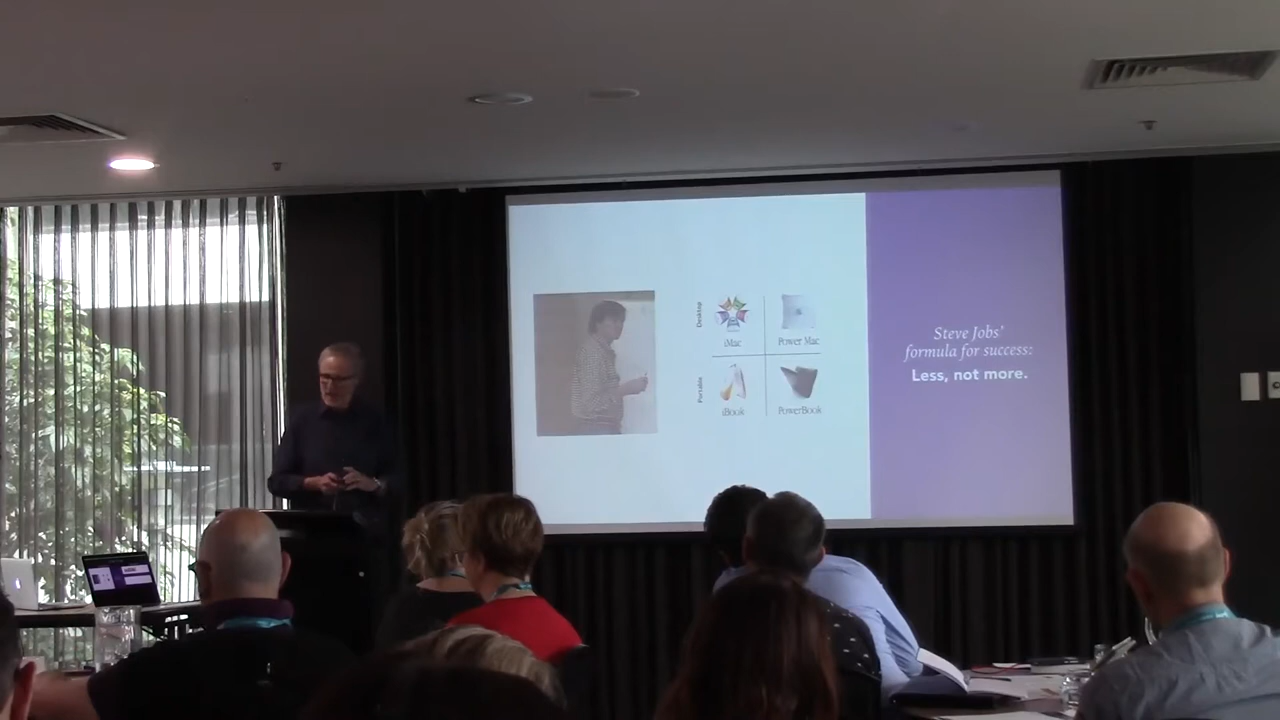 Desktop
iMac
Power Mac
Portable
iBook
PowerBook
Steve Jobs'
formula for success:
Less, not more.